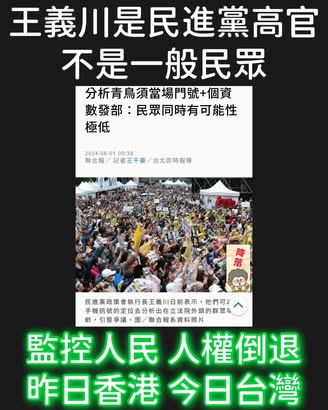 王義川是民進黨高官
不是一般民眾
分析青鳥須當場門號+個資
數發部：民眾同時有可能性
極低
2024-06-01 09:38
聯合報／ 記者王千豪／台北即時報導
降落
民進黨政策會執行長王義川日前表示，他們可以
手機訊號的定位去分析出在立法院外頭的群眾年
齡，引發爭議。圖／聯合報系資料照片
監控人民 人權倒退
昨日香港 今日台灣